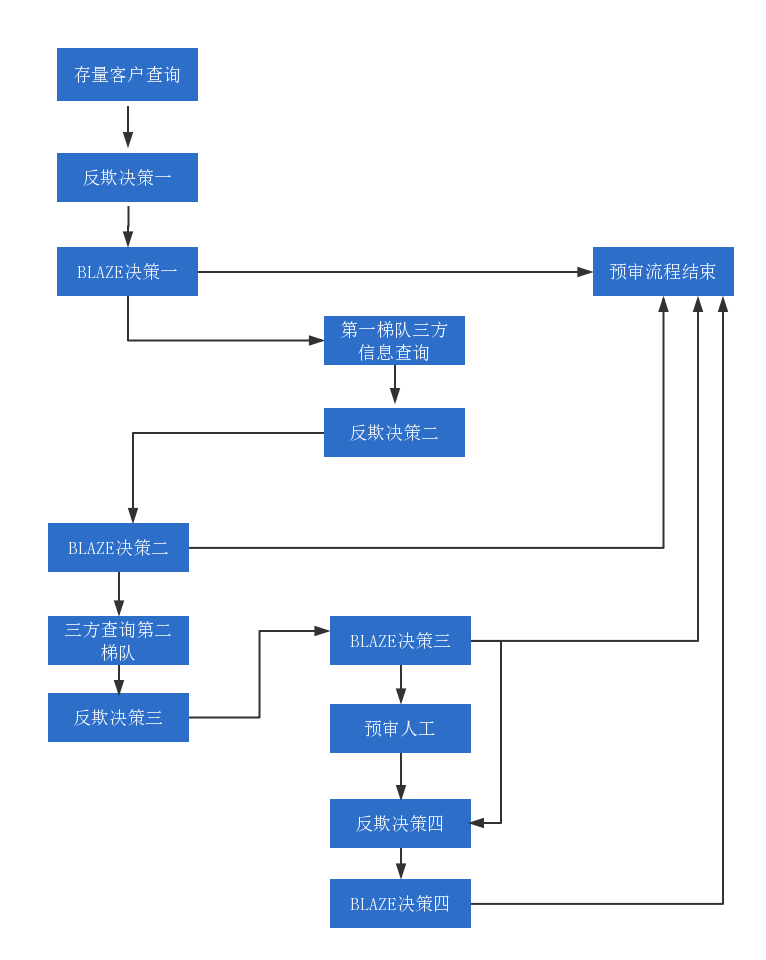 存量客户查询
反欺决策一
BLAZE决策一
预审流程结束
第一梯队三方
信息查询
反欺决策二
BLAZE决策二
三方查询第二
梯队
反欺决策三
BLAZE决策三
预审人工
反欺决策四
BLAZE决策四